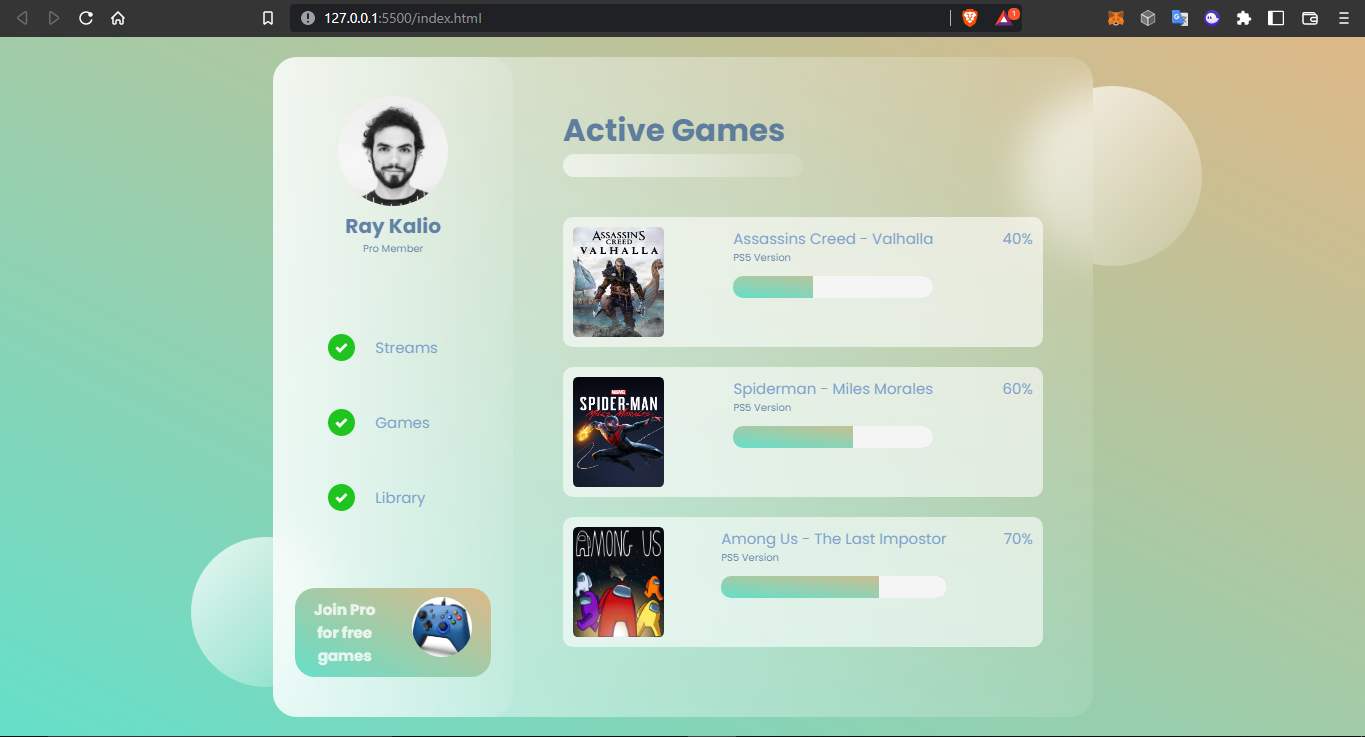 127.0.0.1:5500/index.html
1
Active Games
Ray Kalio
Pro Member
Streams
Games
Library
Join Pro
for free
games
ASSASSINS
CREED
VALHALLA
Assassins Creed - Valhalla
40%
PS5 Version
MARVEL
SPIDER-MAN
MILES MORALES
Spiderman - Miles Morales
60%
PS5 Version
AMONG US
Among Us - The Last Impostor
70%
PS5 Version